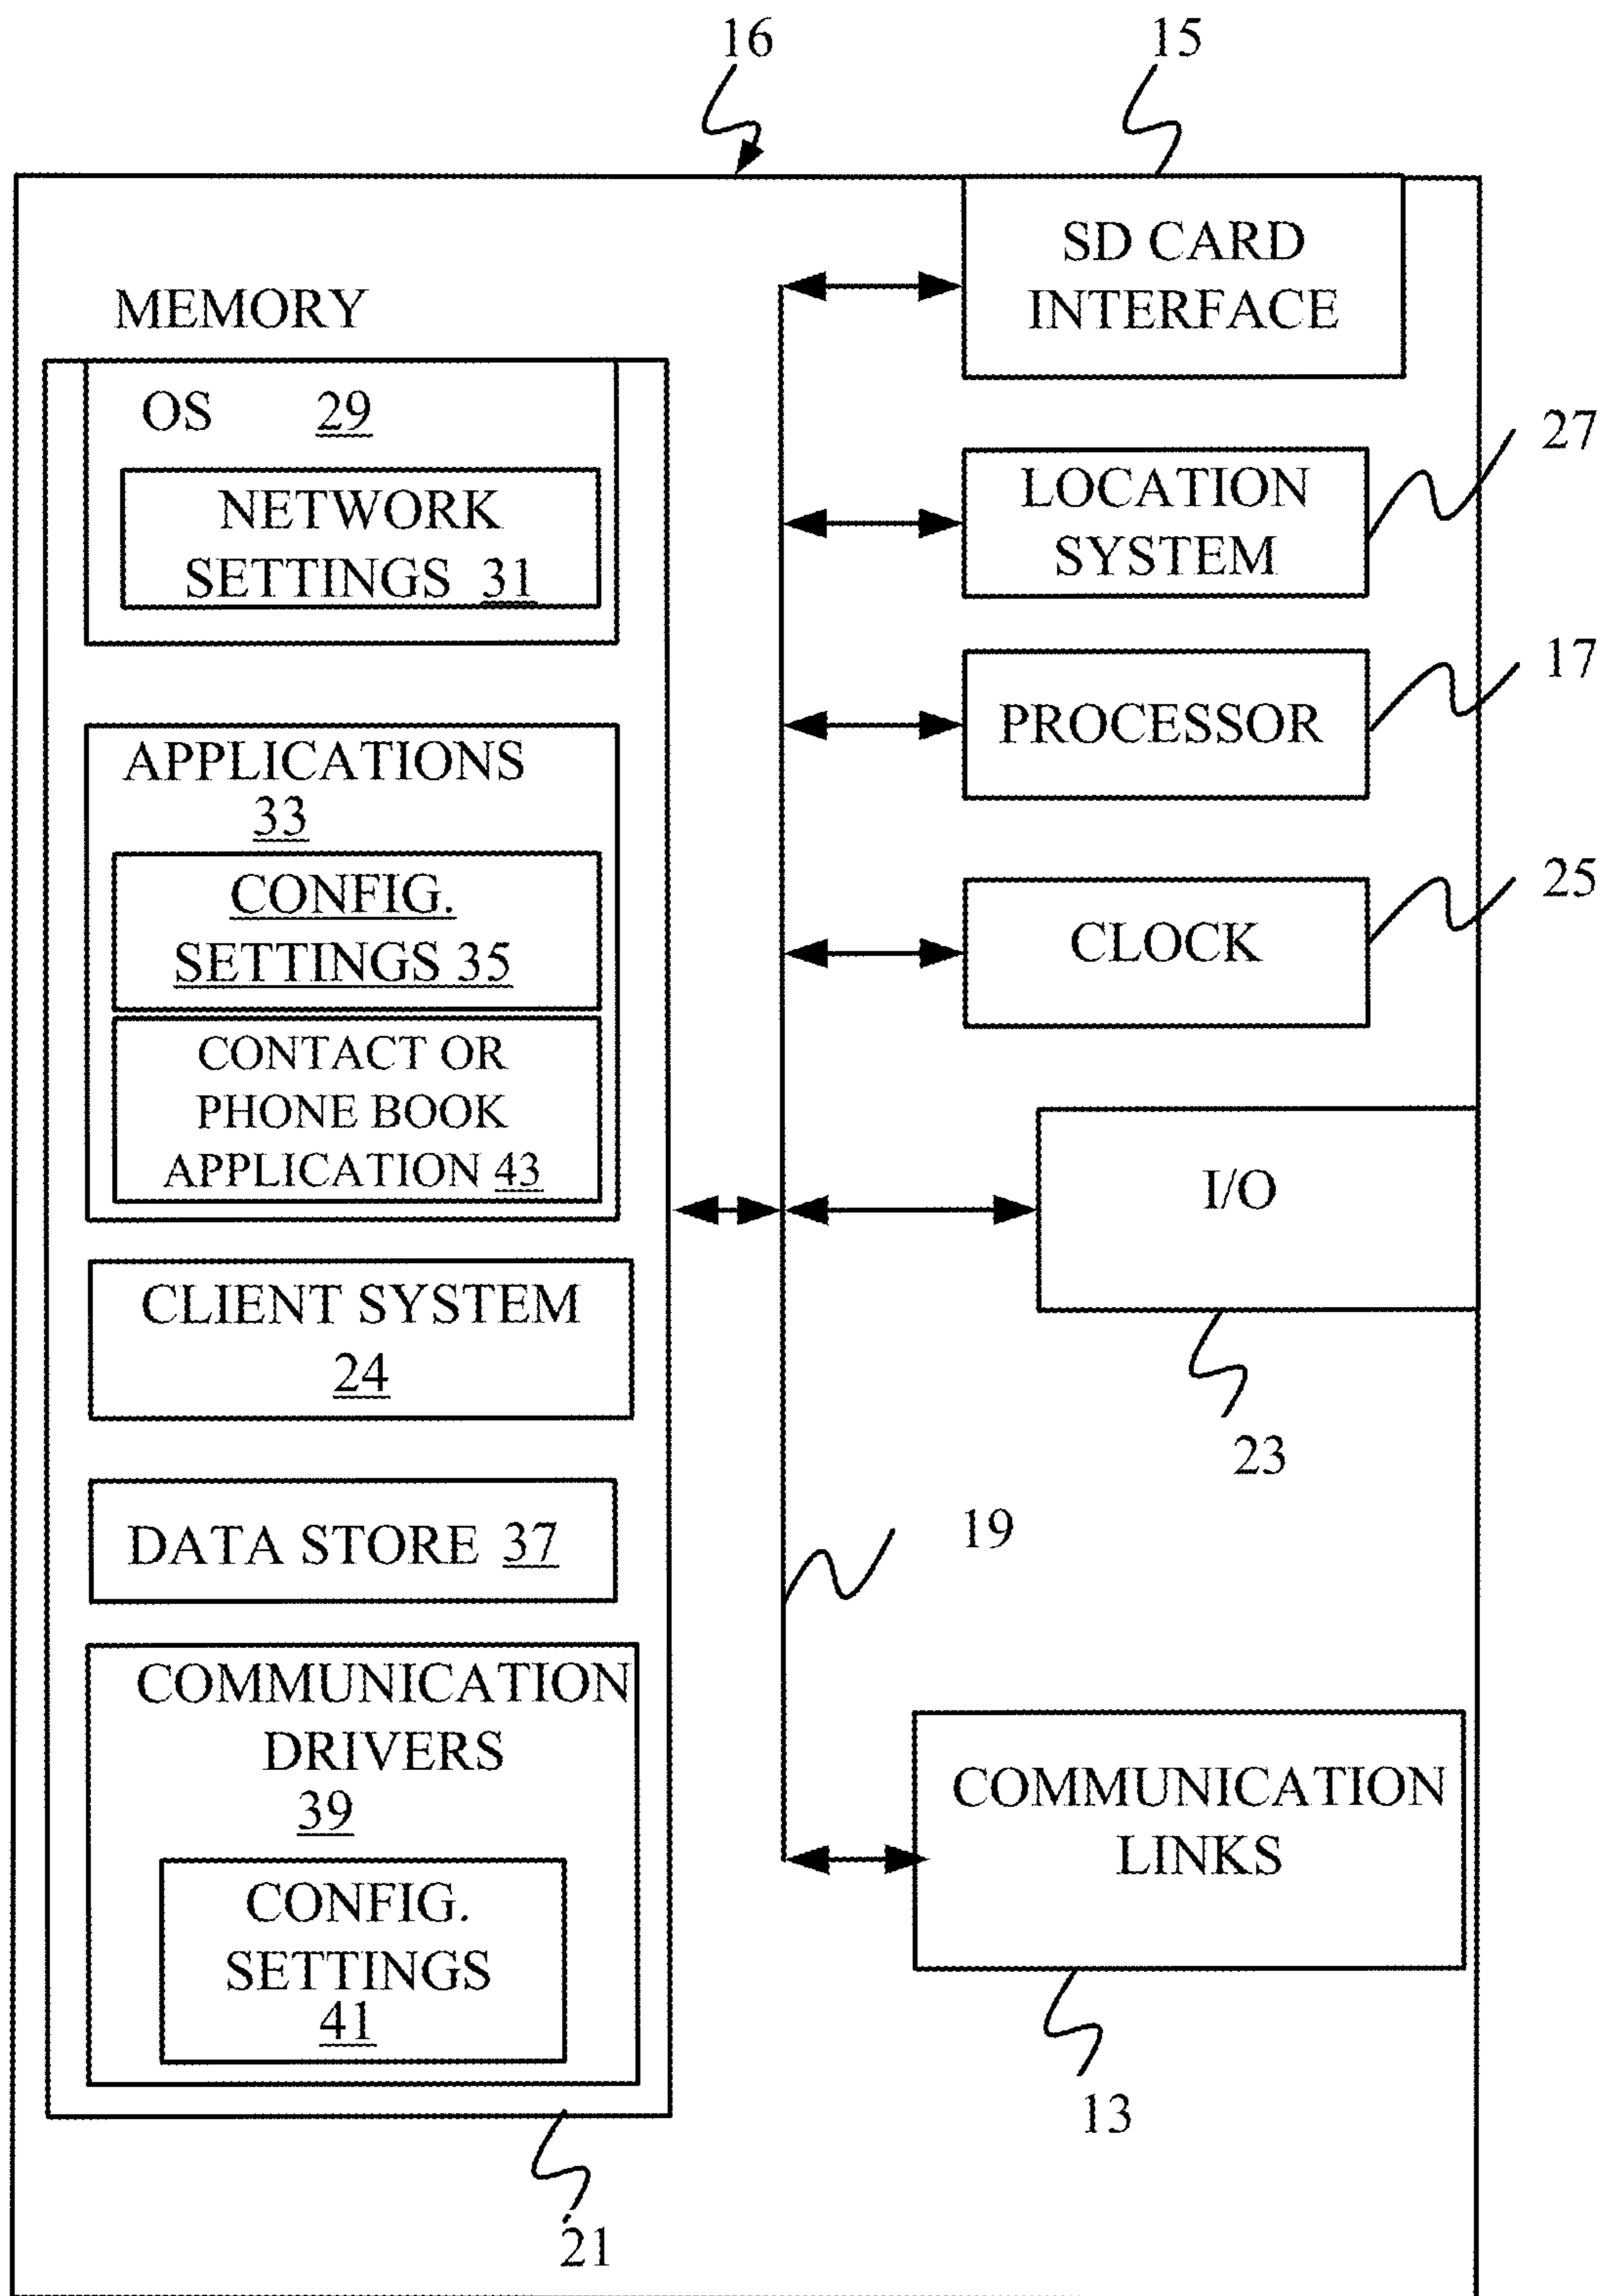 16
15
SD CARD
INTERFACE
MEMORY
OS 29
NETWORK
SETTINGS 31
27
LOCATION
SYSTEM
17
PROCESSOR
APPLICATIONS
33
CONFIG.
SETTINGS 35
25
CLOCK
CONTACT OR
PHONE BOOK
APPLICATION 43
I/O
CLIENT SYSTEM
24
23
DATA STORE 37
19
COMMUNICATION
DRIVERS
39
CONFIG.
SETTINGS
41
COMMUNICATION
LINKS
13
21